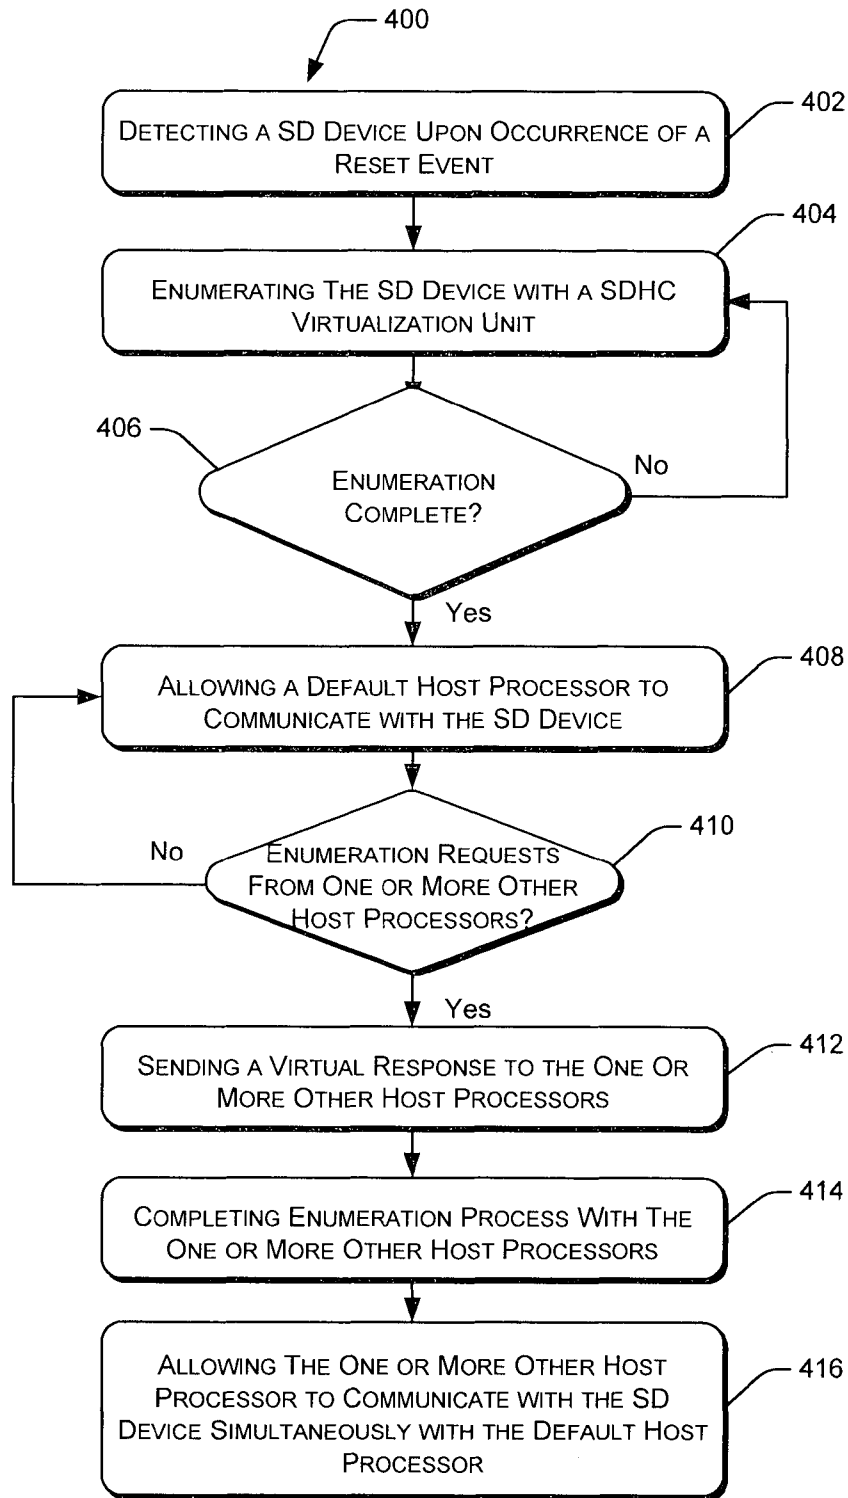 400
DETECTING A SD DEVICE UPON OCCURRENCE OF A
RESET EVENT
402
404
ENUMERATING THE SD DEVICE WITH A SDHC
VIRTUALIZATION UNIT
406
ENUMERATION
COMPLETE?
No
Yes
408
ALLOWING A DEFAULT HOST PROCESSOR TO
COMMUNICATE WITH THE SD DEVICE
410
No
ENUMERATION REQUESTS
FROM ONE OR MORE OTHER
HOST PROCESSORS?
Yes
412
SENDING A VIRTUAL RESPONSE TO THE ONE OR
MORE OTHER HOST PROCESSORS
414
COMPLETING ENUMERATION PROCESS WITH THE
ONE OR MORE OTHER HOST PROCESSORS
416
ALLOWING THE ONE OR MORE OTHER HOST
PROCESSOR TO COMMUNICATE WITH THE SD
DEVICE SIMULTANEOUSLY WITH THE DEFAULT HOST
PROCESSOR